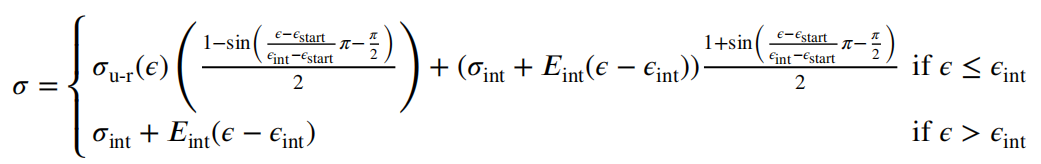 σ = { σ_u-r(ϵ) ( (1−sin( (ϵ−ϵ_start)/(ϵ_int−ϵ_start) π− π/2 ))/2 ) + (σ_int + E_int(ϵ − ϵ_int)) (1+sin( (ϵ−ϵ_start)/(ϵ_int−ϵ_start) π− π/2 ))/2 if ϵ ≤ ϵ_int
σ_int + E_int(ϵ − ϵ_int) if ϵ > ϵ_int